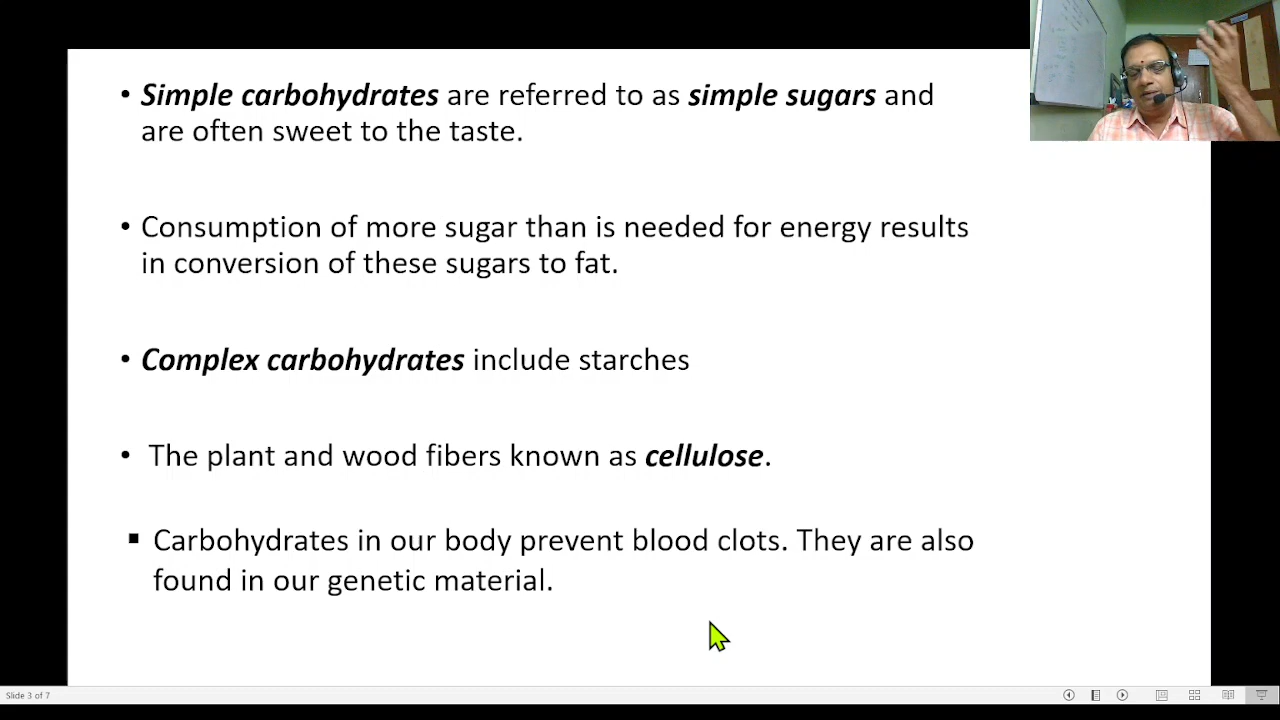 • Simple carbohydrates are referred to as simple sugars and
are often sweet to the taste.
• Consumption of more sugar than is needed for energy results
in conversion of these sugars to fat.
• Complex carbohydrates include starches
• The plant and wood fibers known as cellulose.
▪ Carbohydrates in our body prevent blood clots. They are also
found in our genetic material.
Slide 3 of 7